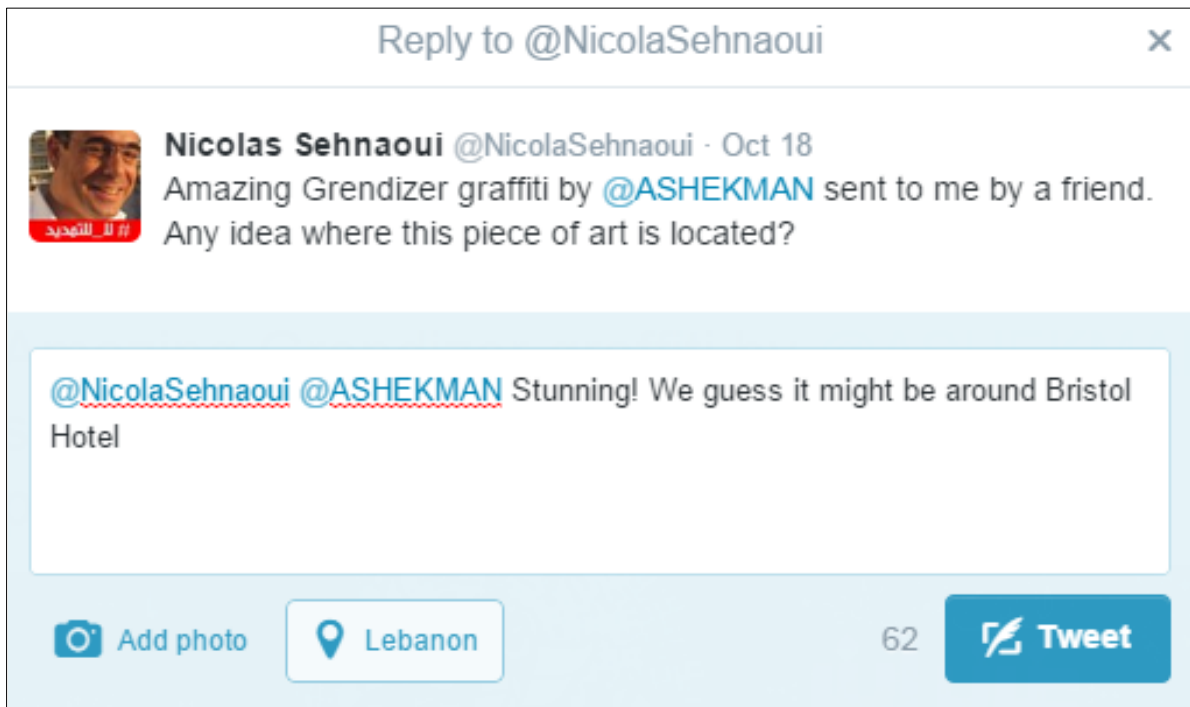 Reply to @NicolaSehnaoui
×
Nicolas Sehnaoui @NicolaSehnaoui · Oct 18
Amazing Grendizer graffiti by @ASHEKMAN sent to me by a friend.
Any idea where this piece of art is located?
# لا_للتمديد
@NicolaSehnaoui @ASHEKMAN Stunning! We guess it might be around Bristol
Hotel
Add photo
Lebanon
62
Tweet